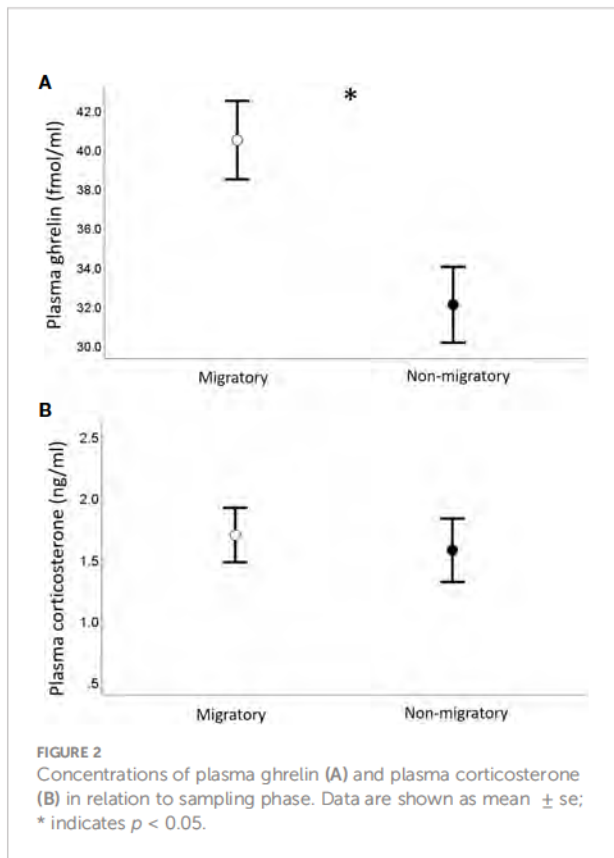 A
*
42.0
40.0
38.0
36.0
34.0
32.0
30.0
Plasma ghrelin (fmol/ml)
Migratory Non-migratory
B
2.5
2.0
1.5
1.0
.5
Plasma corticosterone (ng/ml)
Migratory Non-migratory
FIGURE 2
Concentrations of plasma ghrelin (A) and plasma corticosterone
(B) in relation to sampling phase. Data are shown as mean ± se;
* indicates p < 0.05.